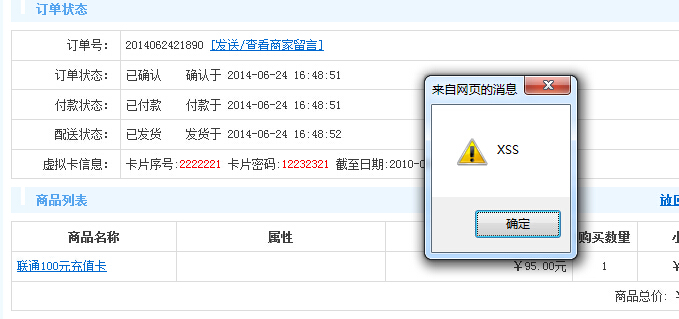 订单状态
订单号： 2014062421890 [发送/查看商家留言]
订单状态： 已确认 确认于 2014-06-24 16:48:51
付款状态： 已付款 付款于 2014-06-24 16:48:51
配送状态： 已发货 发货于 2014-06-24 16:48:52
虚拟卡信息： 卡片序号:2222221 卡片密码:12232321 截至日期:2010-0
来自网页的消息
XSS
确定
商品列表
商品名称 属性 购买数量 小
联通100元充值卡 ￥95.00元 1 ￥
商品总价: ￥